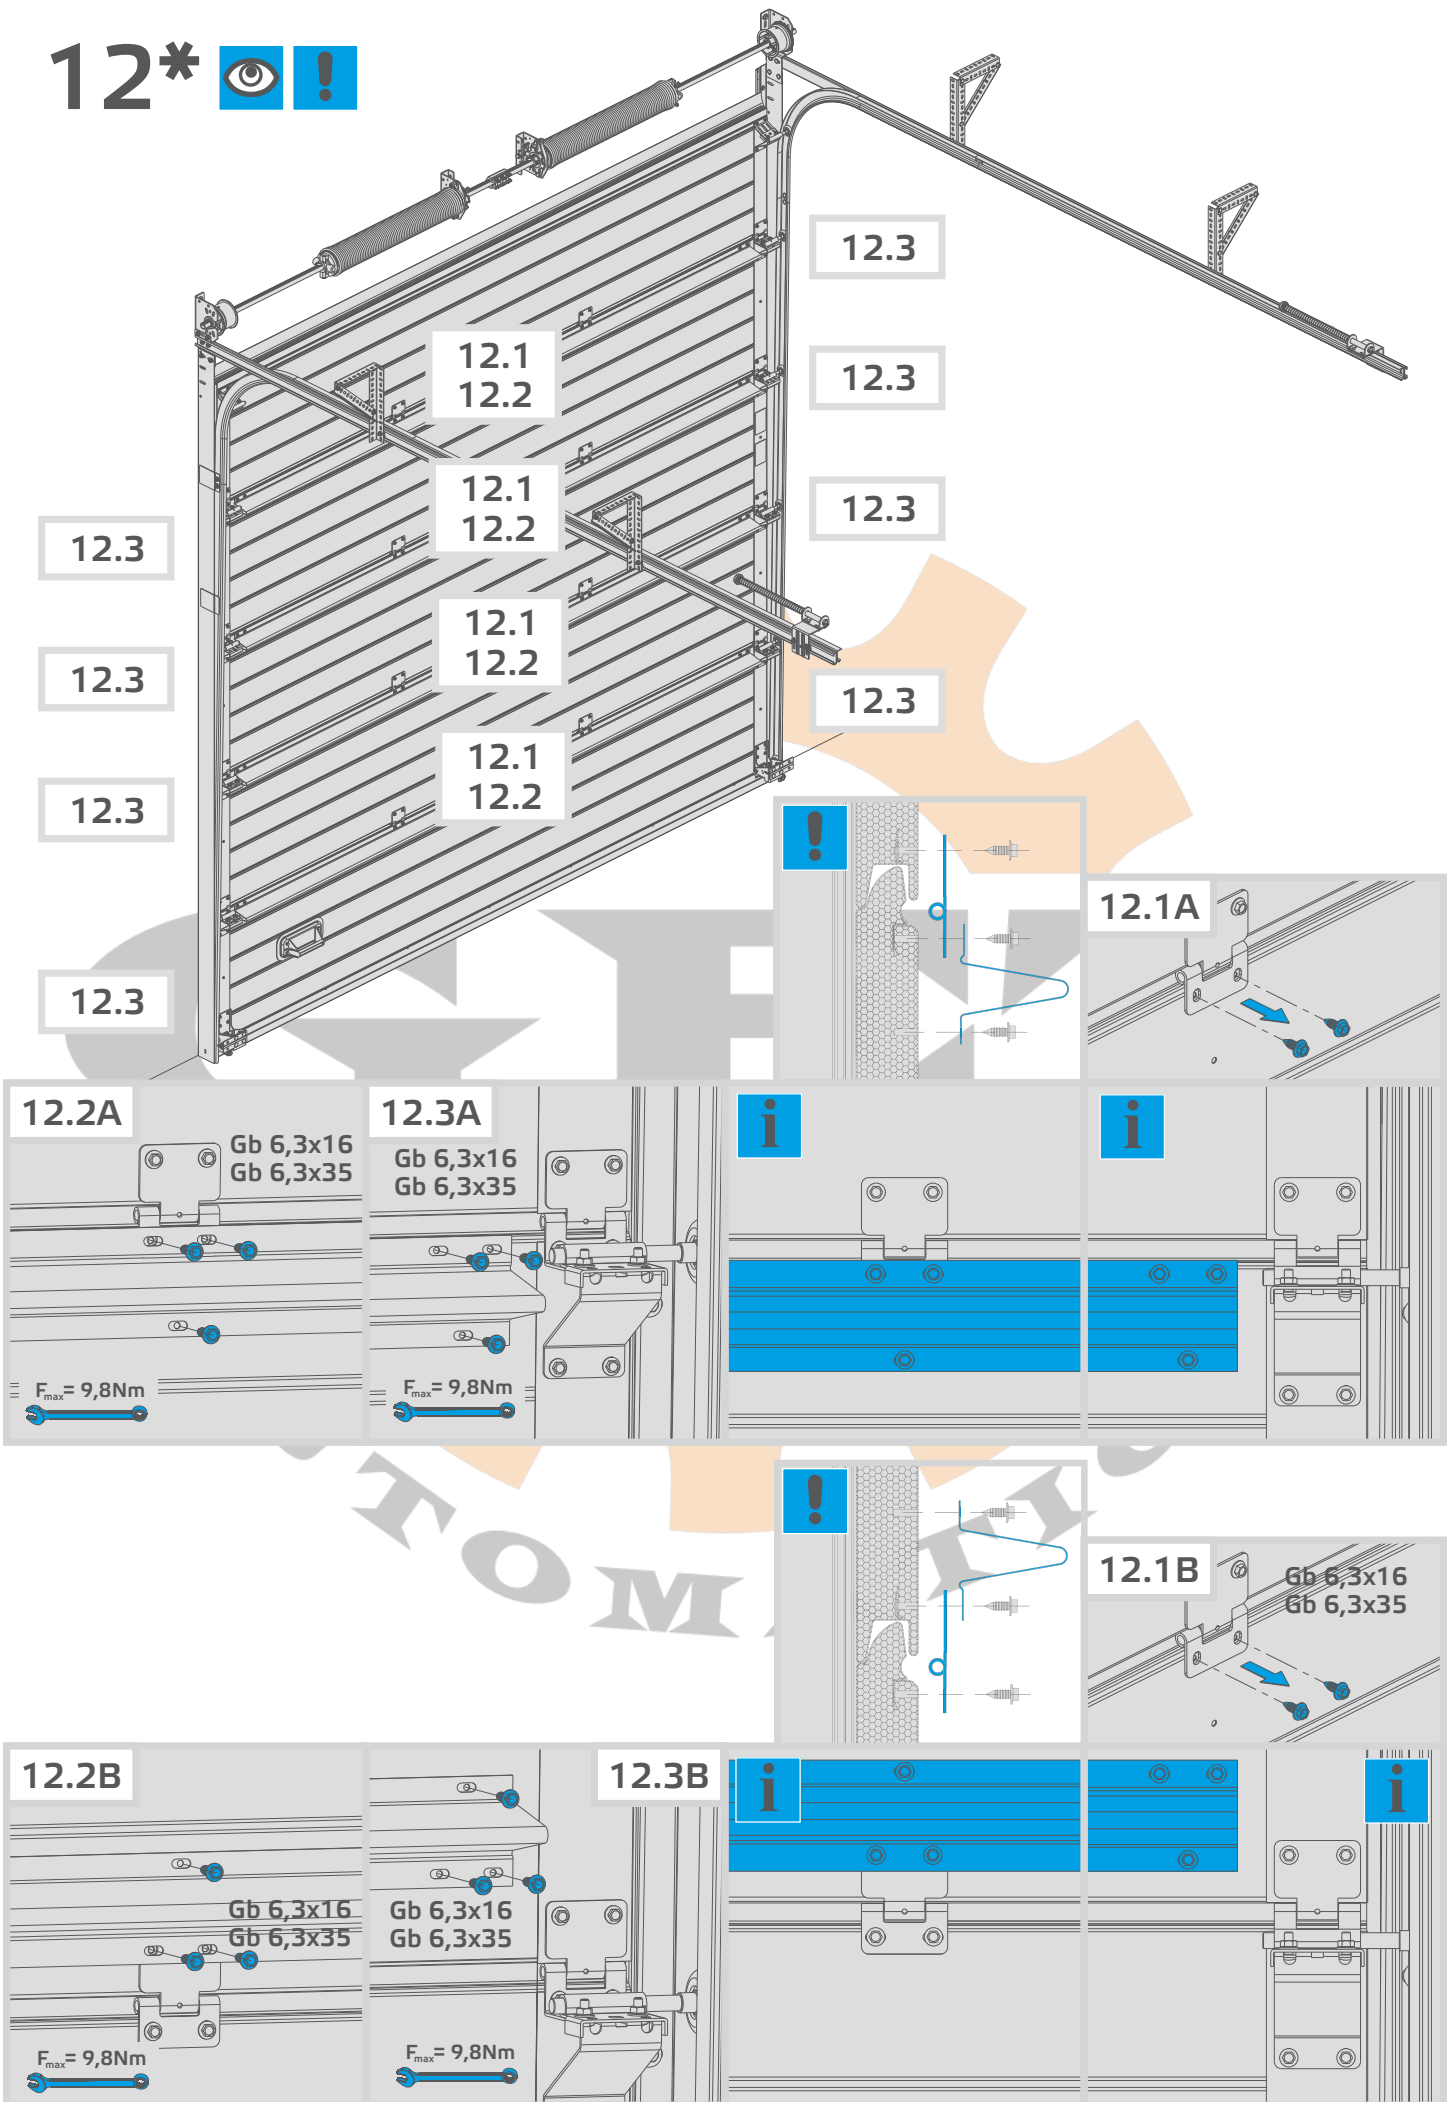 12*
!
12.3
12.1
12.2
12.3
12.1
12.2
12.3
12.3
12.1
12.2
12.3
12.3
12.1
12.2
12.3
12.3
!
12.1A
12.2A
Gb 6,3x16
Gb 6,3x35
Fmax= 9,8Nm
12.3A
Gb 6,3x16
Gb 6,3x35
Fmax= 9,8Nm
i
i
!
12.1B
Gb 6,3x16
Gb 6,3x35
12.2B
Gb 6,3x16
Gb 6,3x35
Fmax= 9,8Nm
12.3B
Gb 6,3x16
Gb 6,3x35
Fmax= 9,8Nm
i
i